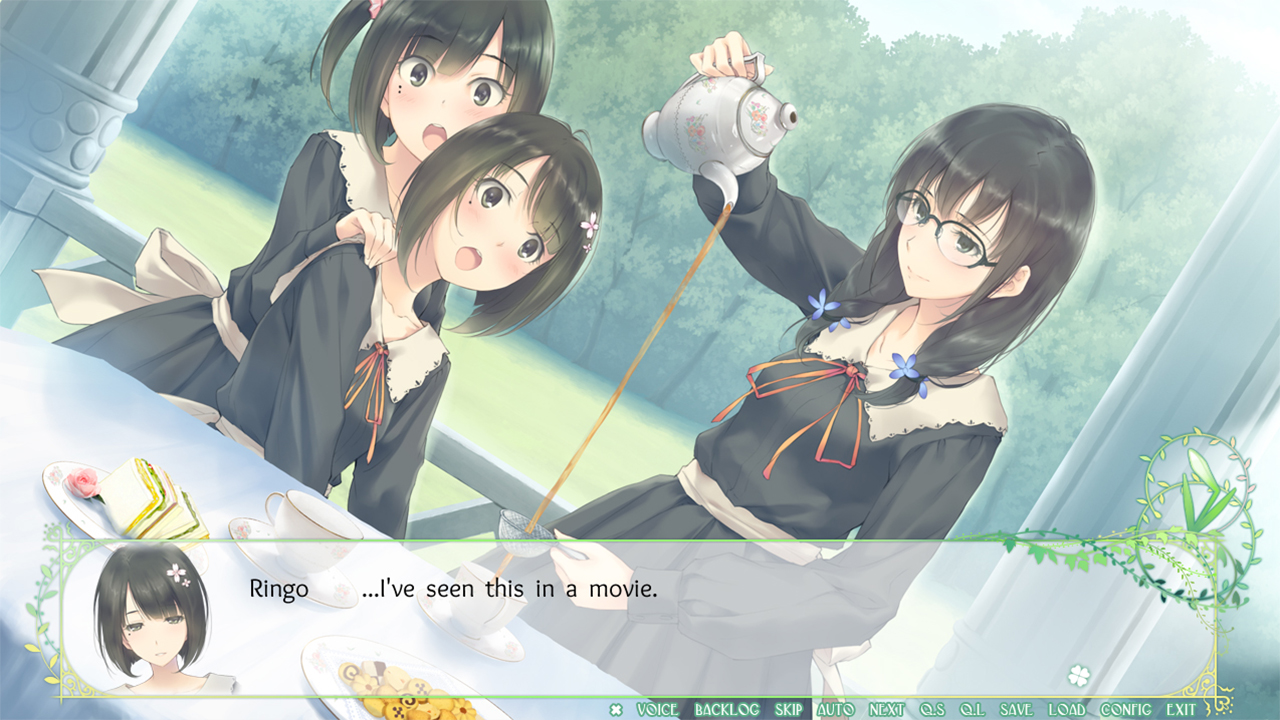 Ringo ...I've seen this in a movie.
VOICE BACKLOG SKIP AUTO NEXT Q.S Q.L SAVE LOAD CONFIG EXIT